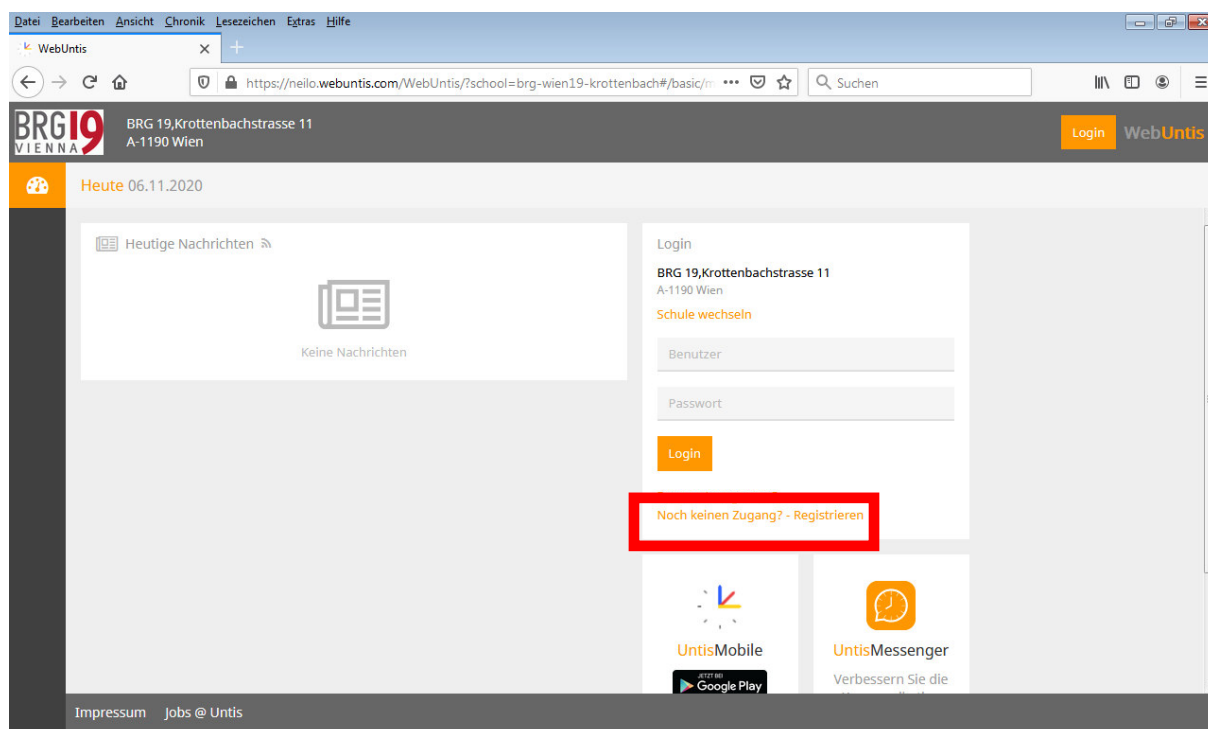 Datei Bearbeiten Ansicht Chronik Lesezeichen Extras Hilfe
WebUntis
https://neilo.webuntis.com/WebUntis/?school=brg-wien19-krottenbach#/basic/m
Suchen
BRG19
VIENNA
BRG 19,Krottenbachstrasse 11
A-1190 Wien
Login
WebUntis
Heute 06.11.2020
Heutige Nachrichten
Keine Nachrichten
Login
BRG 19,Krottenbachstrasse 11
A-1190 Wien
Schule wechseln
Benutzer
Passwort
Login
Noch keinen Zugang? - Registrieren
UntisMobile
JETZT BEI
Google Play
UntisMessenger
Verbessern Sie die
Impressum Jobs @ Untis